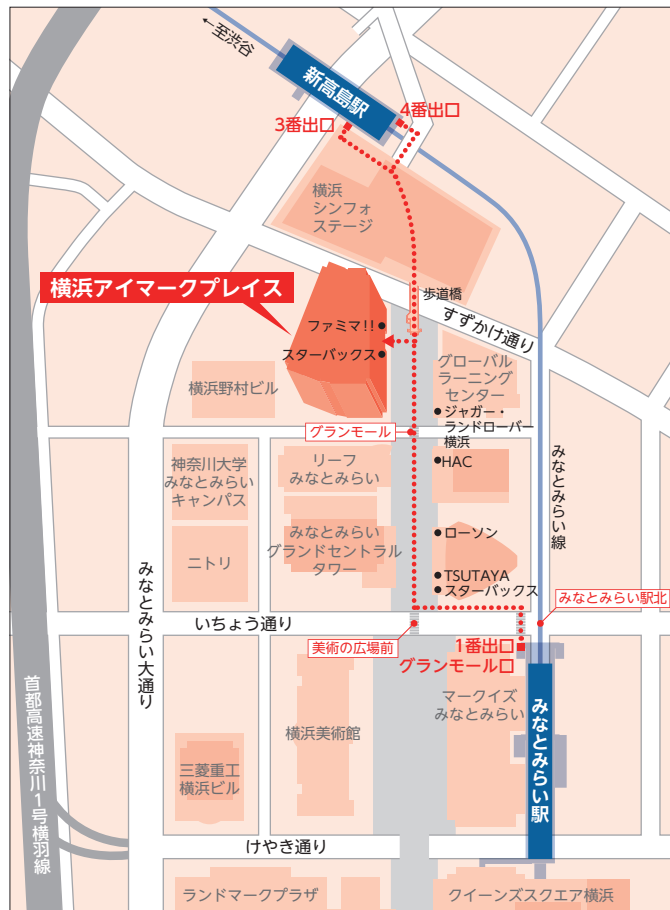 ←至渋谷
新高島駅
4番出口
3番出口
横浜
シンフォ
ステージ
横浜アイマークプレイス
歩道橋
すずかけ通り
ファミマ!!
スターバックス
グローバル
ラーニング
センター
横浜野村ビル
ジャガー・
ランドローバー
横浜
グランモール
みなとみらい線
神奈川大学
みなとみらい
キャンパス
リーフ
みなとみらい
HAC
みなとみらい
グランドセントラル
タワー
ローソン
ニトリ
TSUTAYA
スターバックス
みなとみらい駅北
みなとみらい大通り
いちょう通り
美術の広場前
1番出口
グランモール口
首都高速神奈川1号横羽線
マークイズ
みなとみらい
みなとみらい駅
横浜美術館
三菱重工
横浜ビル
けやき通り
ランドマークプラザ
クイーンズスクエア横浜